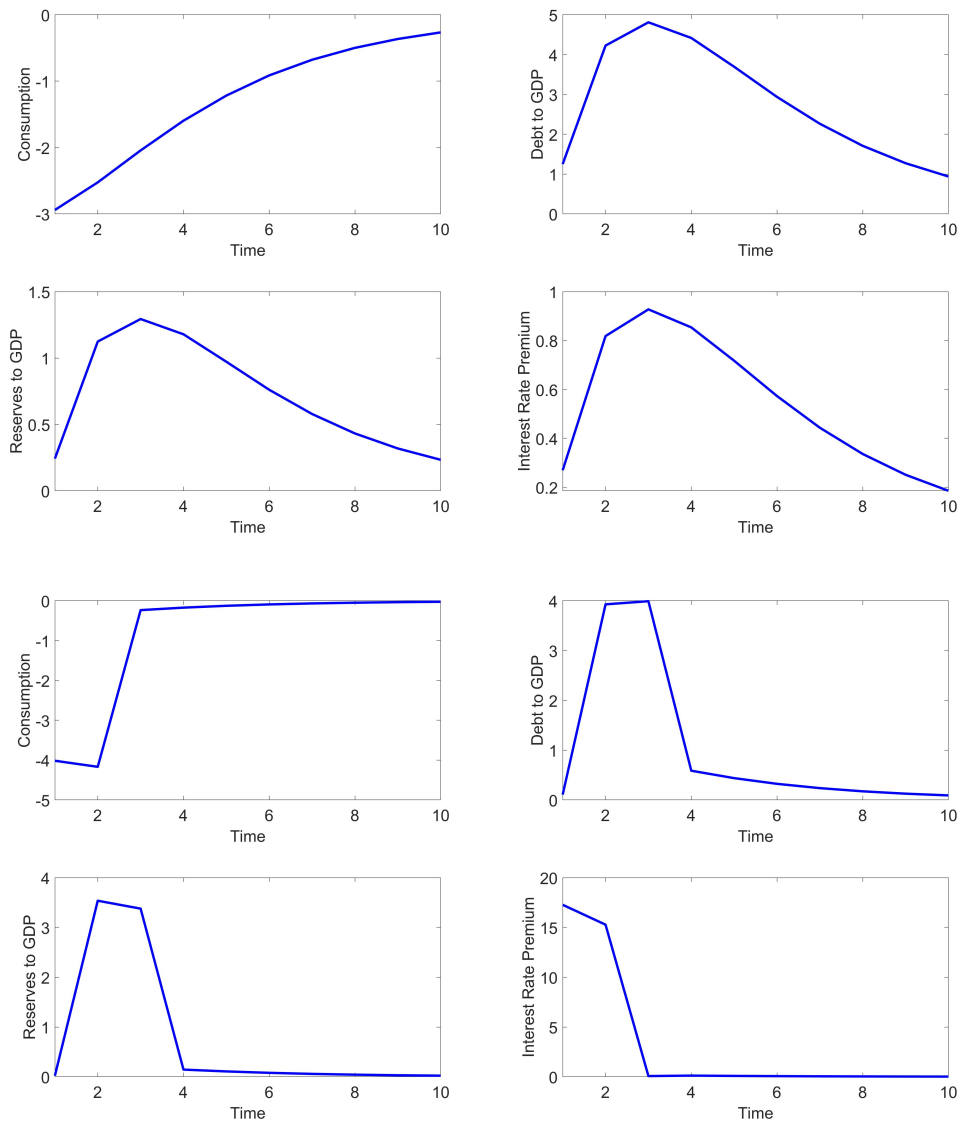 0
-1
-2
-3
Consumption
2 4 6 8 10
Time
5
4
3
2
1
0
Debt to GDP
2 4 6 8 10
Time
1.5
1
0.5
0
Reserves to GDP
2 4 6 8 10
Time
1
0.8
0.6
0.4
0.2
Interest Rate Premium
2 4 6 8 10
Time
0
-1
-2
-3
-4
-5
Consumption
2 4 6 8 10
Time
4
3
2
1
0
Debt to GDP
2 4 6 8 10
Time
4
3
2
1
0
Reserves to GDP
2 4 6 8 10
Time
20
15
10
5
0
Interest Rate Premium
2 4 6 8 10
Time